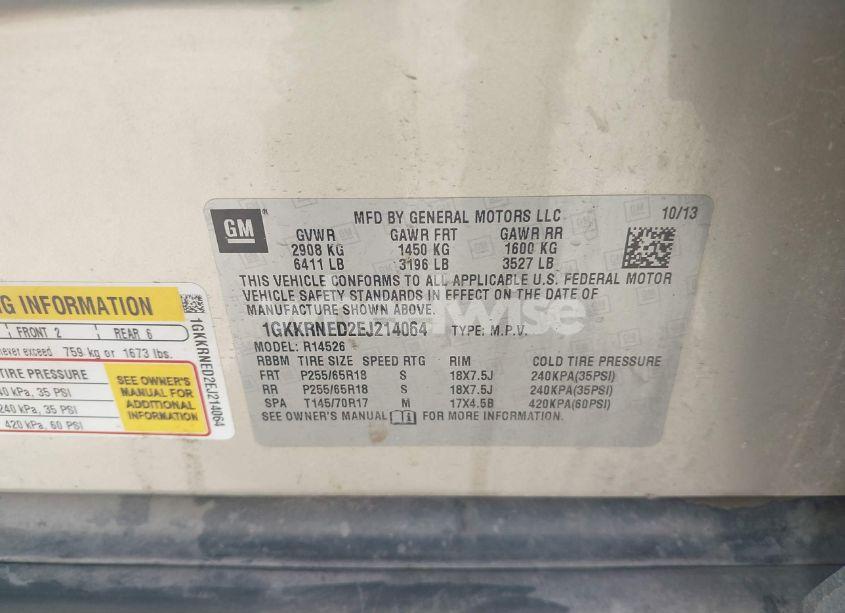 GM
MFD BY GENERAL MOTORS LLC 10/13
GVWR GAWR FRT GAWR RR
2908 KG 1450 KG 1600 KG
6411 LB 3196 LB 3527 LB
THIS VEHICLE CONFORMS TO ALL APPLICABLE U.S. FEDERAL MOTOR
VEHICLE SAFETY STANDARDS IN EFFECT ON THE DATE OF
MANUFACTURE SHOWN ABOVE.
1GKKRNED2EJ214064 TYPE: M.P.V.
MODEL: R14526
RBBM TIRE SIZE SPEED RTG RIM COLD TIRE PRESSURE
FRT P255/65R18 S 18X7.5J 240KPA(35PSI)
RR P255/65R18 S 18X7.5J 240KPA(35PSI)
SPA T145/70R17 M 17X4.5B 420KPA(60PSI)
SEE OWNER'S MANUAL FOR MORE INFORMATION.
NG INFORMATION
FRONT 2 REAR 6
never exceed 759 kg or 1673 lbs.
TIRE PRESSURE
40 kPa, 35 PSI
240 kPa, 35 PSI
420 kPa, 60 PSI
SEE OWNER'S
MANUAL FOR
ADDITIONAL
INFORMATION
1GKKRNED2EJ214064